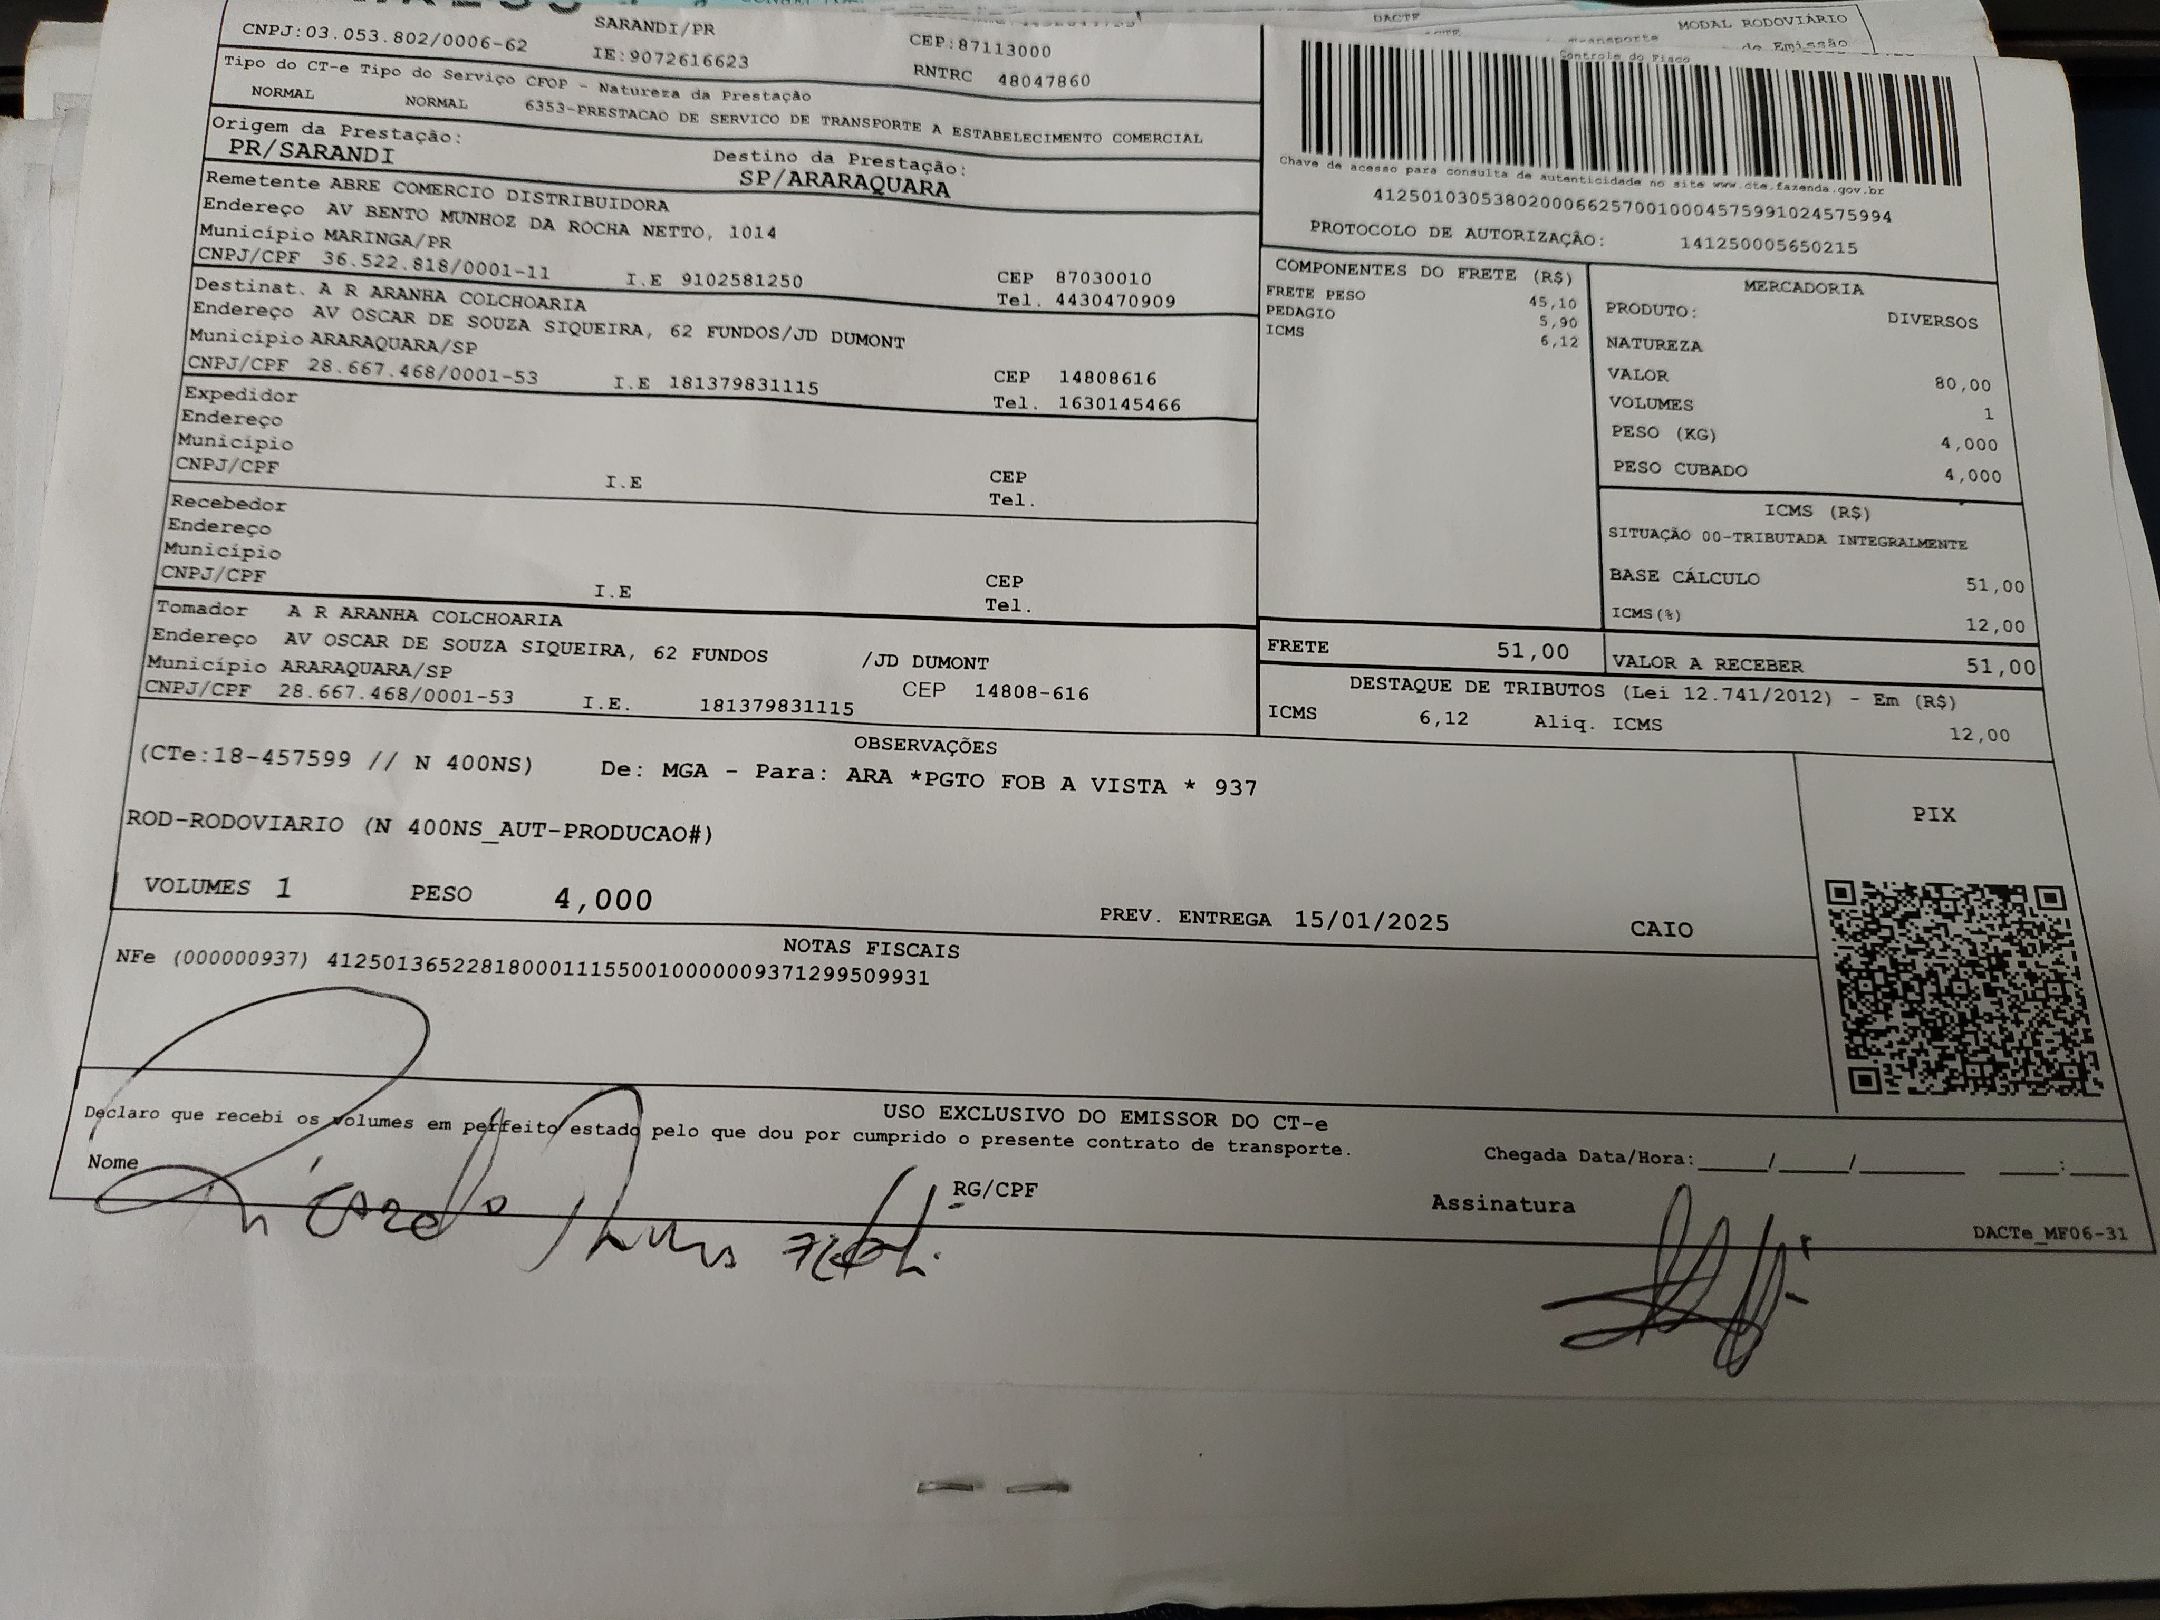 DACTE
MODAL RODOVIÁRIO
SARANDI/PR
CNPJ:03.053.802/0006-62
IE:9072616623
CEP:87113000
RNTRC 48047860
Controle do Fisco
Tipo do CT-e Tipo do Serviço CFOP - Natureza da Prestação
NORMAL NORMAL 6353-PRESTACAO DE SERVICO DE TRANSPORTE A ESTABELECIMENTO COMERCIAL
Origem da Prestação:
PR/SARANDI
Destino da Prestação:
SP/ARARAQUARA
Remetente ABRE COMERCIO DISTRIBUIDORA
Endereço AV BENTO MUNHOZ DA ROCHA NETTO, 1014
Município MARINGA/PR
CEP 87030010
CNPJ/CPF 36.522.818/0001-11 I.E 9102581250
Tel. 4430470909
Destinat. A R ARANHA COLCHOARIA
Endereço AV OSCAR DE SOUZA SIQUEIRA, 62 FUNDOS/JD DUMONT
Município ARARAQUARA/SP
CEP 14808616
CNPJ/CPF 28.667.468/0001-53 I.E 181379831115
Tel. 1630145466
Expedidor
Endereço
Município
CEP
CNPJ/CPF I.E
Tel.
Recebedor
Endereço
Município
CEP
CNPJ/CPF I.E
Tel.
Tomador A R ARANHA COLCHOARIA
Endereço AV OSCAR DE SOUZA SIQUEIRA, 62 FUNDOS /JD DUMONT
Município ARARAQUARA/SP
CEP 14808-616
CNPJ/CPF 28.667.468/0001-53 I.E. 181379831115
Chave de acesso para consulta de autenticidade no site www.cte.fazenda.gov.br
41250103053802000662570010004575991024575994
PROTOCOLO DE AUTORIZAÇÃO: 141250005650215
COMPONENTES DO FRETE (R$)
FRETE PESO 45,10
PEDAGIO 5,90
ICMS 6,12
MERCADORIA
PRODUTO: DIVERSOS
NATUREZA
VALOR 80,00
VOLUMES 1
PESO (KG) 4,000
PESO CUBADO 4,000
ICMS (R$)
SITUAÇÃO 00-TRIBUTADA INTEGRALMENTE
BASE CÁLCULO 51,00
ICMS(%) 12,00
FRETE 51,00
VALOR A RECEBER 51,00
DESTAQUE DE TRIBUTOS (Lei 12.741/2012) - Em (R$)
ICMS 6,12 Aliq. ICMS 12,00
OBSERVAÇÕES
(CTe:18-457599 // N 400NS) De: MGA - Para: ARA *PGTO FOB A VISTA * 937
ROD-RODOVIARIO (N 400NS_AUT-PRODUCAO#)
PIX
VOLUMES 1 PESO 4,000 PREV. ENTREGA 15/01/2025 CAIO
NOTAS FISCAIS
NFe (000000937) 41250136522818000111550010000009371299509931
USO EXCLUSIVO DO EMISSOR DO CT-e
Declaro que recebi os volumes em perfeito estado pelo que dou por cumprido o presente contrato de transporte.
Chegada Data/Hora:____/____/______ ___:____
Nome RG/CPF Assinatura
DACTe_MF06-31